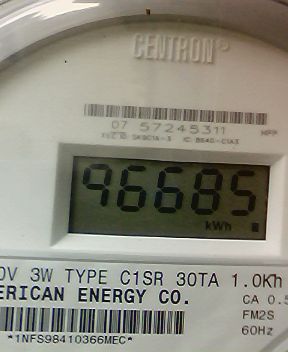 CENTRON®
07 57245311
96685
kWh
0V 3W TYPE C1SR 30TA 1.0Kh
ERICAN ENERGY CO.
CA 0.5
FM2S
60Hz
*1NFS98410366MEC*